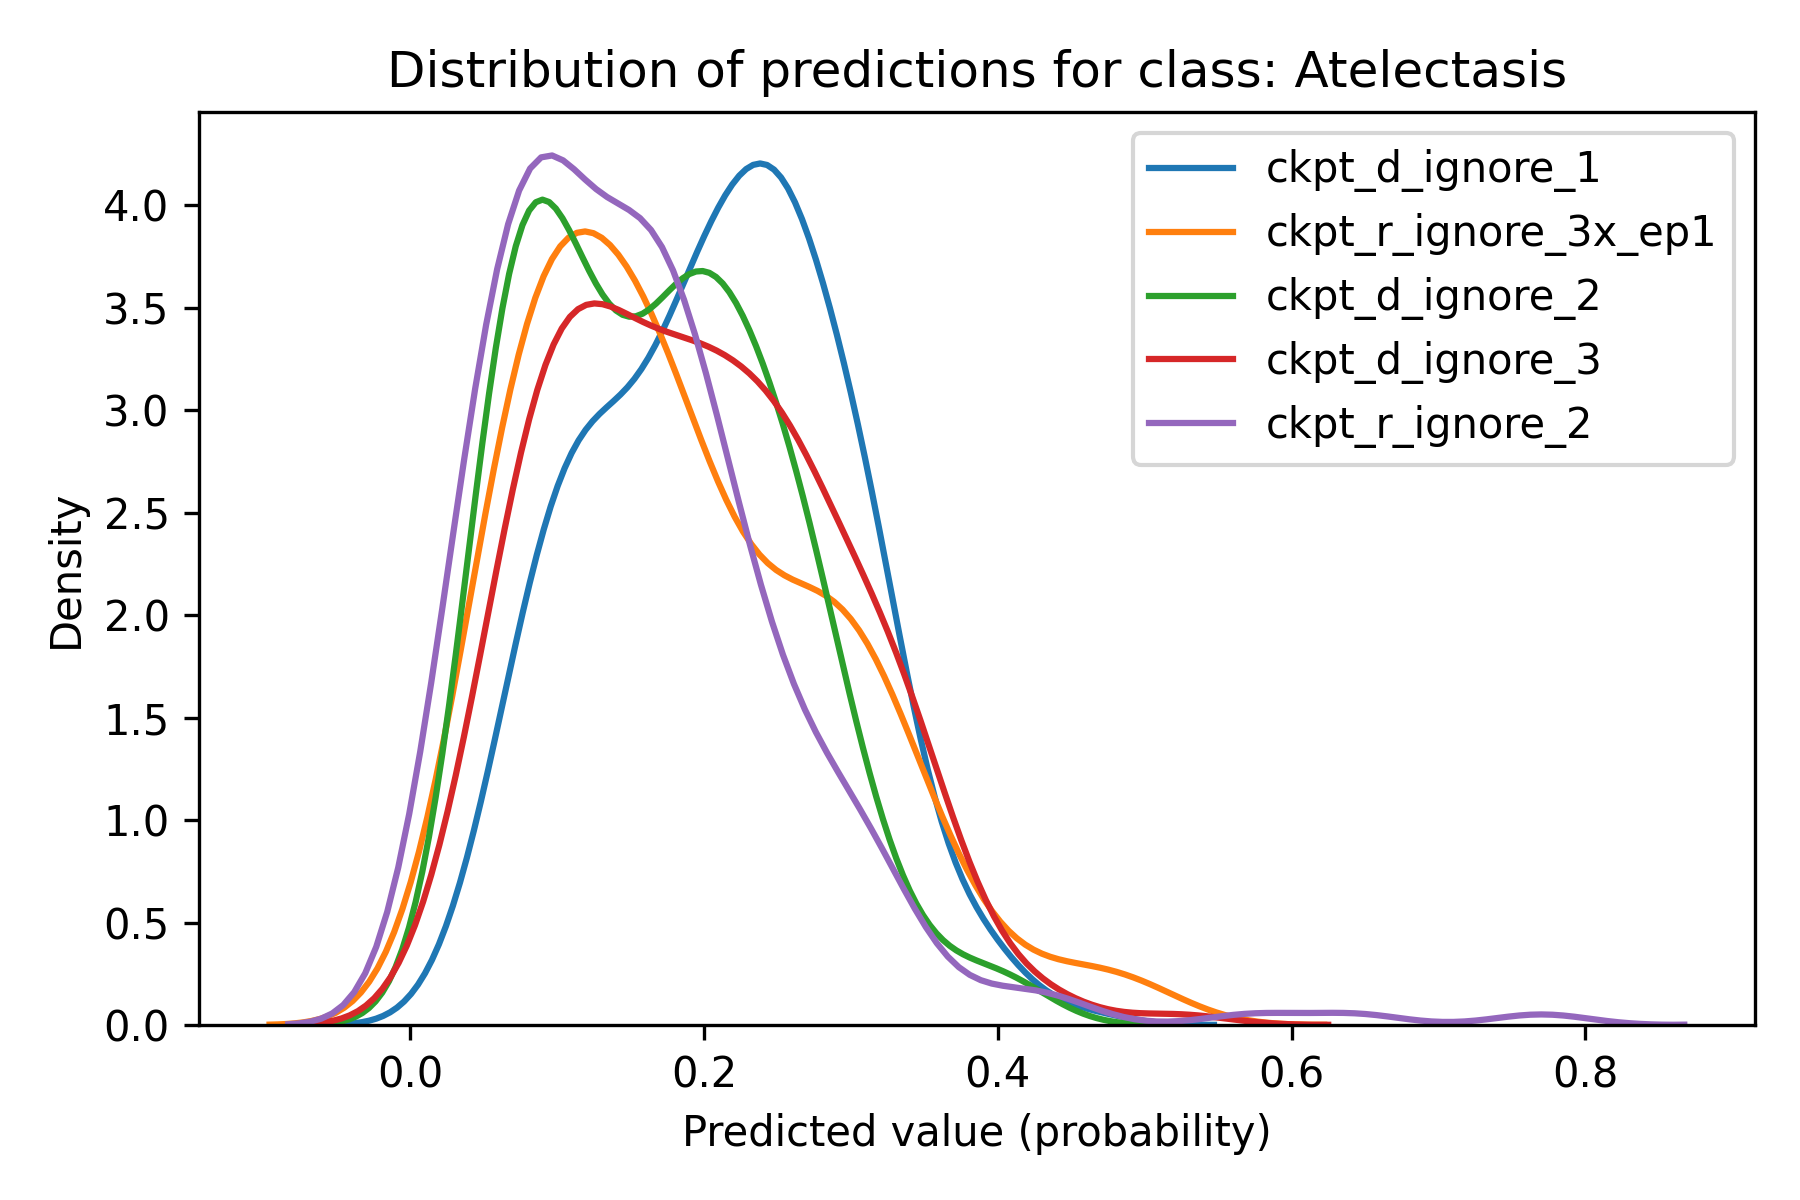 Distribution of predictions for class: Atelectasis
ckpt_d_ignore_1
ckpt_r_ignore_3x_ep1
ckpt_d_ignore_2
ckpt_d_ignore_3
ckpt_r_ignore_2
Density
4.0
3.5
3.0
2.5
2.0
1.5
1.0
0.5
0.0
0.0 0.2 0.4 0.6 0.8
Predicted value (probability)